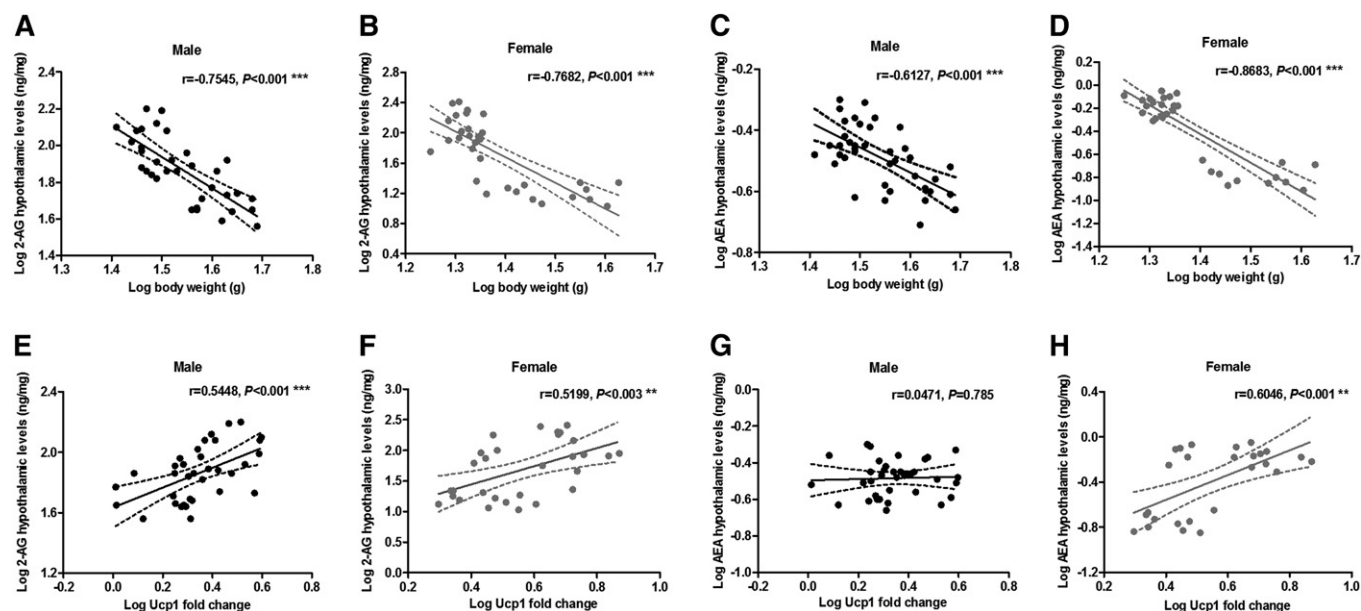 A
Male
r=-0.7545, P<0.001 ***
Log 2-AG hypothalamic levels (ng/mg)
2.4
2.2
2.0
1.8
1.6
1.4
1.3 1.4 1.5 1.6 1.7 1.8
Log body weight (g)
B
Female
r=-0.7682, P<0.001 ***
Log 2-AG hypothalamic levels (ng/mg)
2.8
2.4
2.0
1.6
1.2
0.8
0.4
1.2 1.3 1.4 1.5 1.6 1.7
Log body weight (g)
C
Male
r=-0.6127, P<0.001 ***
Log AEA hypothalamic levels (ng/mg)
-0.2
-0.4
-0.6
-0.8
1.3 1.4 1.5 1.6 1.7 1.8
Log body weight (g)
D
Female
r=-0.8683, P<0.001 ***
Log AEA hypothalamic levels (ng/mg)
0.2
0.0
-0.2
-0.4
-0.6
-0.8
-1.0
-1.2
-1.4
1.2 1.3 1.4 1.5 1.6 1.7
Log body weight (g)
E
Male
r=0.5448, P<0.001 ***
Log 2-AG hypothalamic levels (ng/mg)
2.4
2.0
1.6
1.2
-0.2 0.0 0.2 0.4 0.6 0.8
Log Ucp1 fold change
F
Female
r=0.5199, P<0.003 **
Log 2-AG hypothalamic levels (ng/mg)
3.0
2.5
2.0
1.5
1.0
0.5
0.0
0.2 0.4 0.6 0.8 1.0
Log Ucp1 fold change
G
Male
r=0.0471, P=0.785
Log AEA hypothalamic levels (ng/mg)
0.0
-0.2
-0.4
-0.6
-0.8
-1.0
-0.2 0.0 0.2 0.4 0.6 0.8
Log Ucp1 fold change
H
Female
r=0.6046, P<0.001 **
Log AEA hypothalamic levels (ng/mg)
0.4
0.0
-0.4
-0.8
-1.2
0.2 0.4 0.6 0.8 1.0
Log Ucp1 fold change